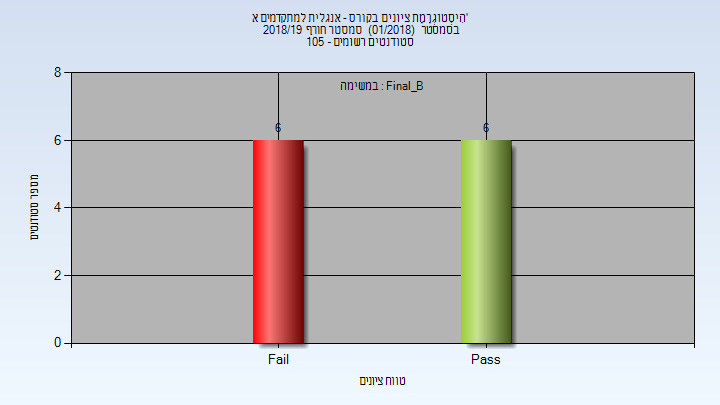 היסטוגרמת ציונים בקורס - אנגלית למתקדמים א'
בסמסטר (01/2018) סמסטר חורף 2018/19
סטודנטים רשומים - 105
במשימה : Final_B
8
6
4
2
0
6
6
מספר סטודנטים
Fail
Pass
טווח ציונים